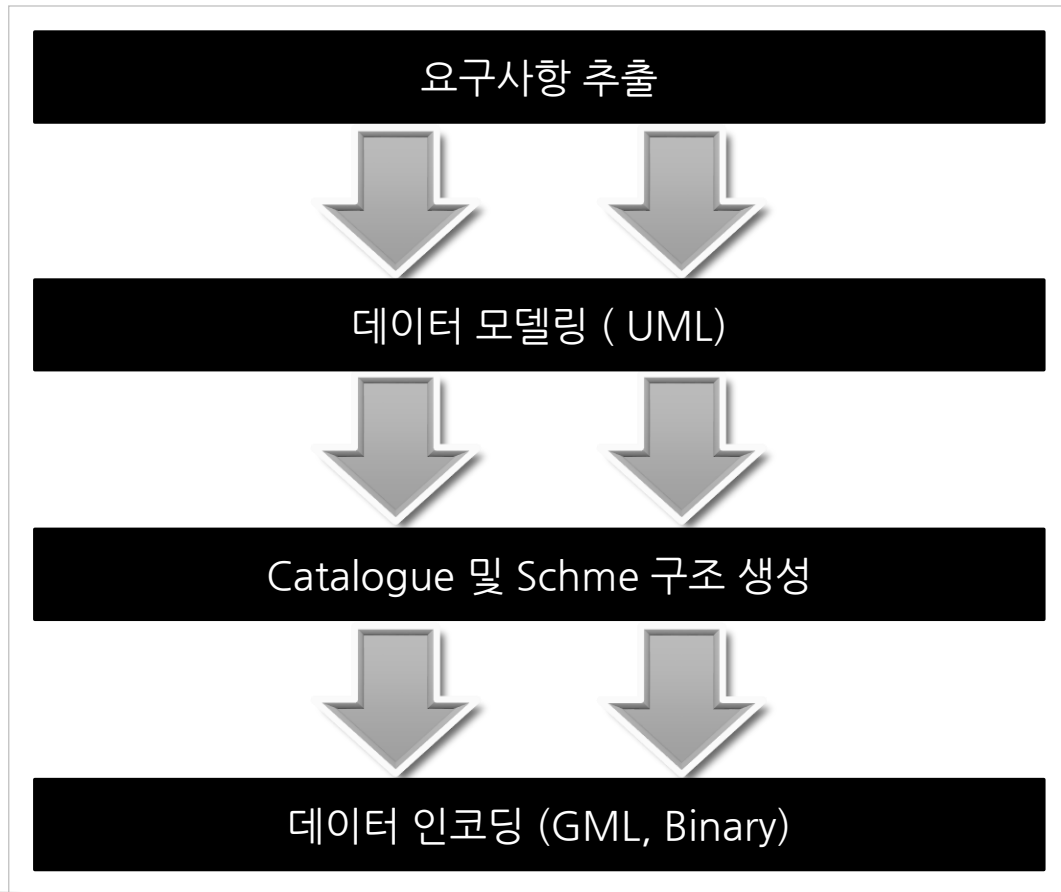 요구사항 추출
데이터 모델링 ( UML)
Catalogue 및 Schme 구조 생성
데이터 인코딩 (GML, Binary)